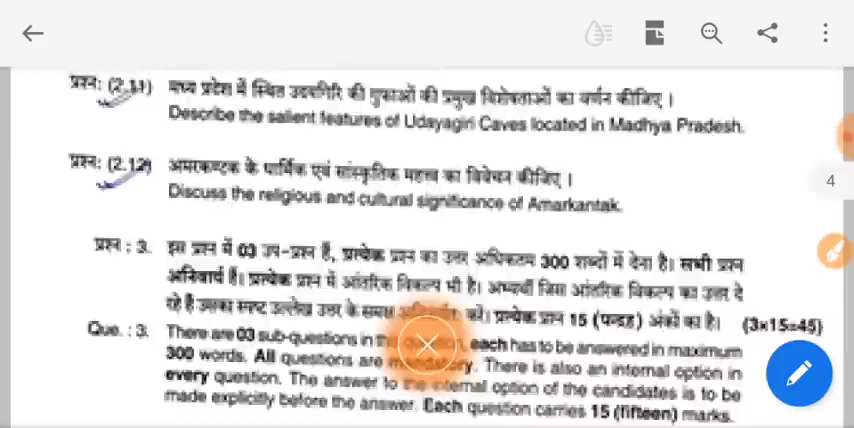 प्रश्न: (2.11) मध्य प्रदेश में स्थित उदयगिरि की गुफाओं की प्रमुख विशेषताओं का वर्णन कीजिए ।
Describe the salient features of Udayagiri Caves located in Madhya Pradesh.
प्रश्न: (2.12) अमरकण्टक के धार्मिक एवं सांस्कृतिक महत्त्व का विवेचन कीजिए ।
Discuss the religious and cultural significance of Amarkantak.
4
प्रश्न : 3. इस प्रश्न में 03 उप-प्रश्न हैं, प्रत्येक प्रश्न का उत्तर अधिकतम 300 शब्दों में देना है। सभी प्रश्न
अनिवार्य हैं। प्रत्येक प्रश्न में आंतरिक विकल्प भी है। अभ्यर्थी जिस आंतरिक विकल्प का उत्तर दे
रहे हैं उसका स्पष्ट उल्लेख उत्तर के समक्ष करें। प्रत्येक प्रश्न 15 (पन्द्रह) अंकों का है। (3x15=45)
Que. : 3. There are 03 sub-questions in this question, each has to be answered in maximum
300 words. All questions are mandatory. There is also an internal option in
every question. The answer to the internal option of the candidates is to be
made explicitly before the answer. Each question carries 15 (fifteen) marks.